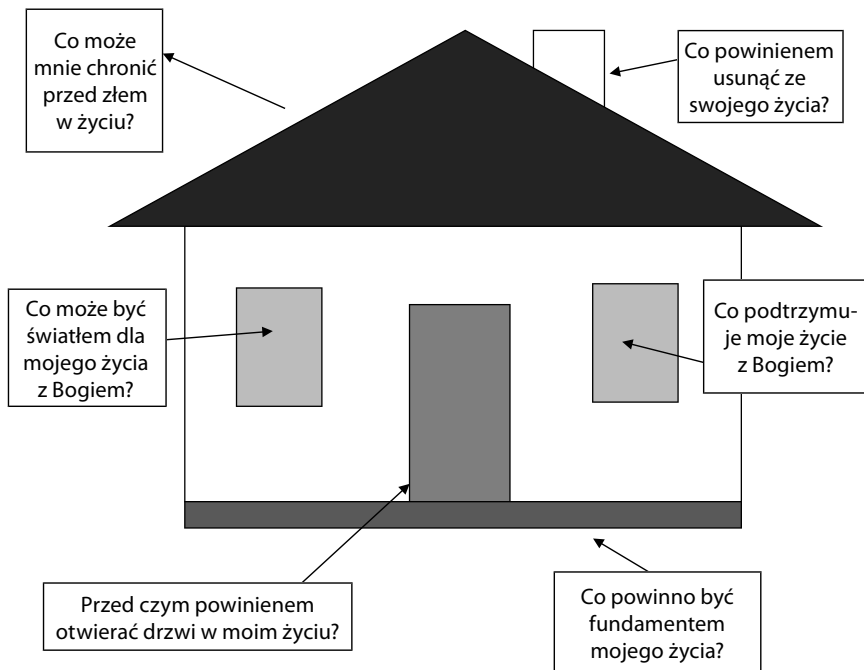 Co może
mnie chronić
przed złem
w życiu?
Co powinienem
usunąć ze
swojego życia?
Co może być
światłem dla
mojego życia
z Bogiem?
Co podtrzymu-
je moje życie
z Bogiem?
Przed czym powinienem
otwierać drzwi w moim życiu?
Co powinno być
fundamentem
mojego życia?